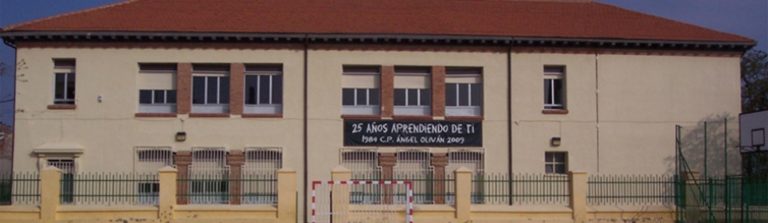 25 AÑOS APRENDIENDO DE TI
1984 C.P. ÁNGEL OLIVÁN 2009